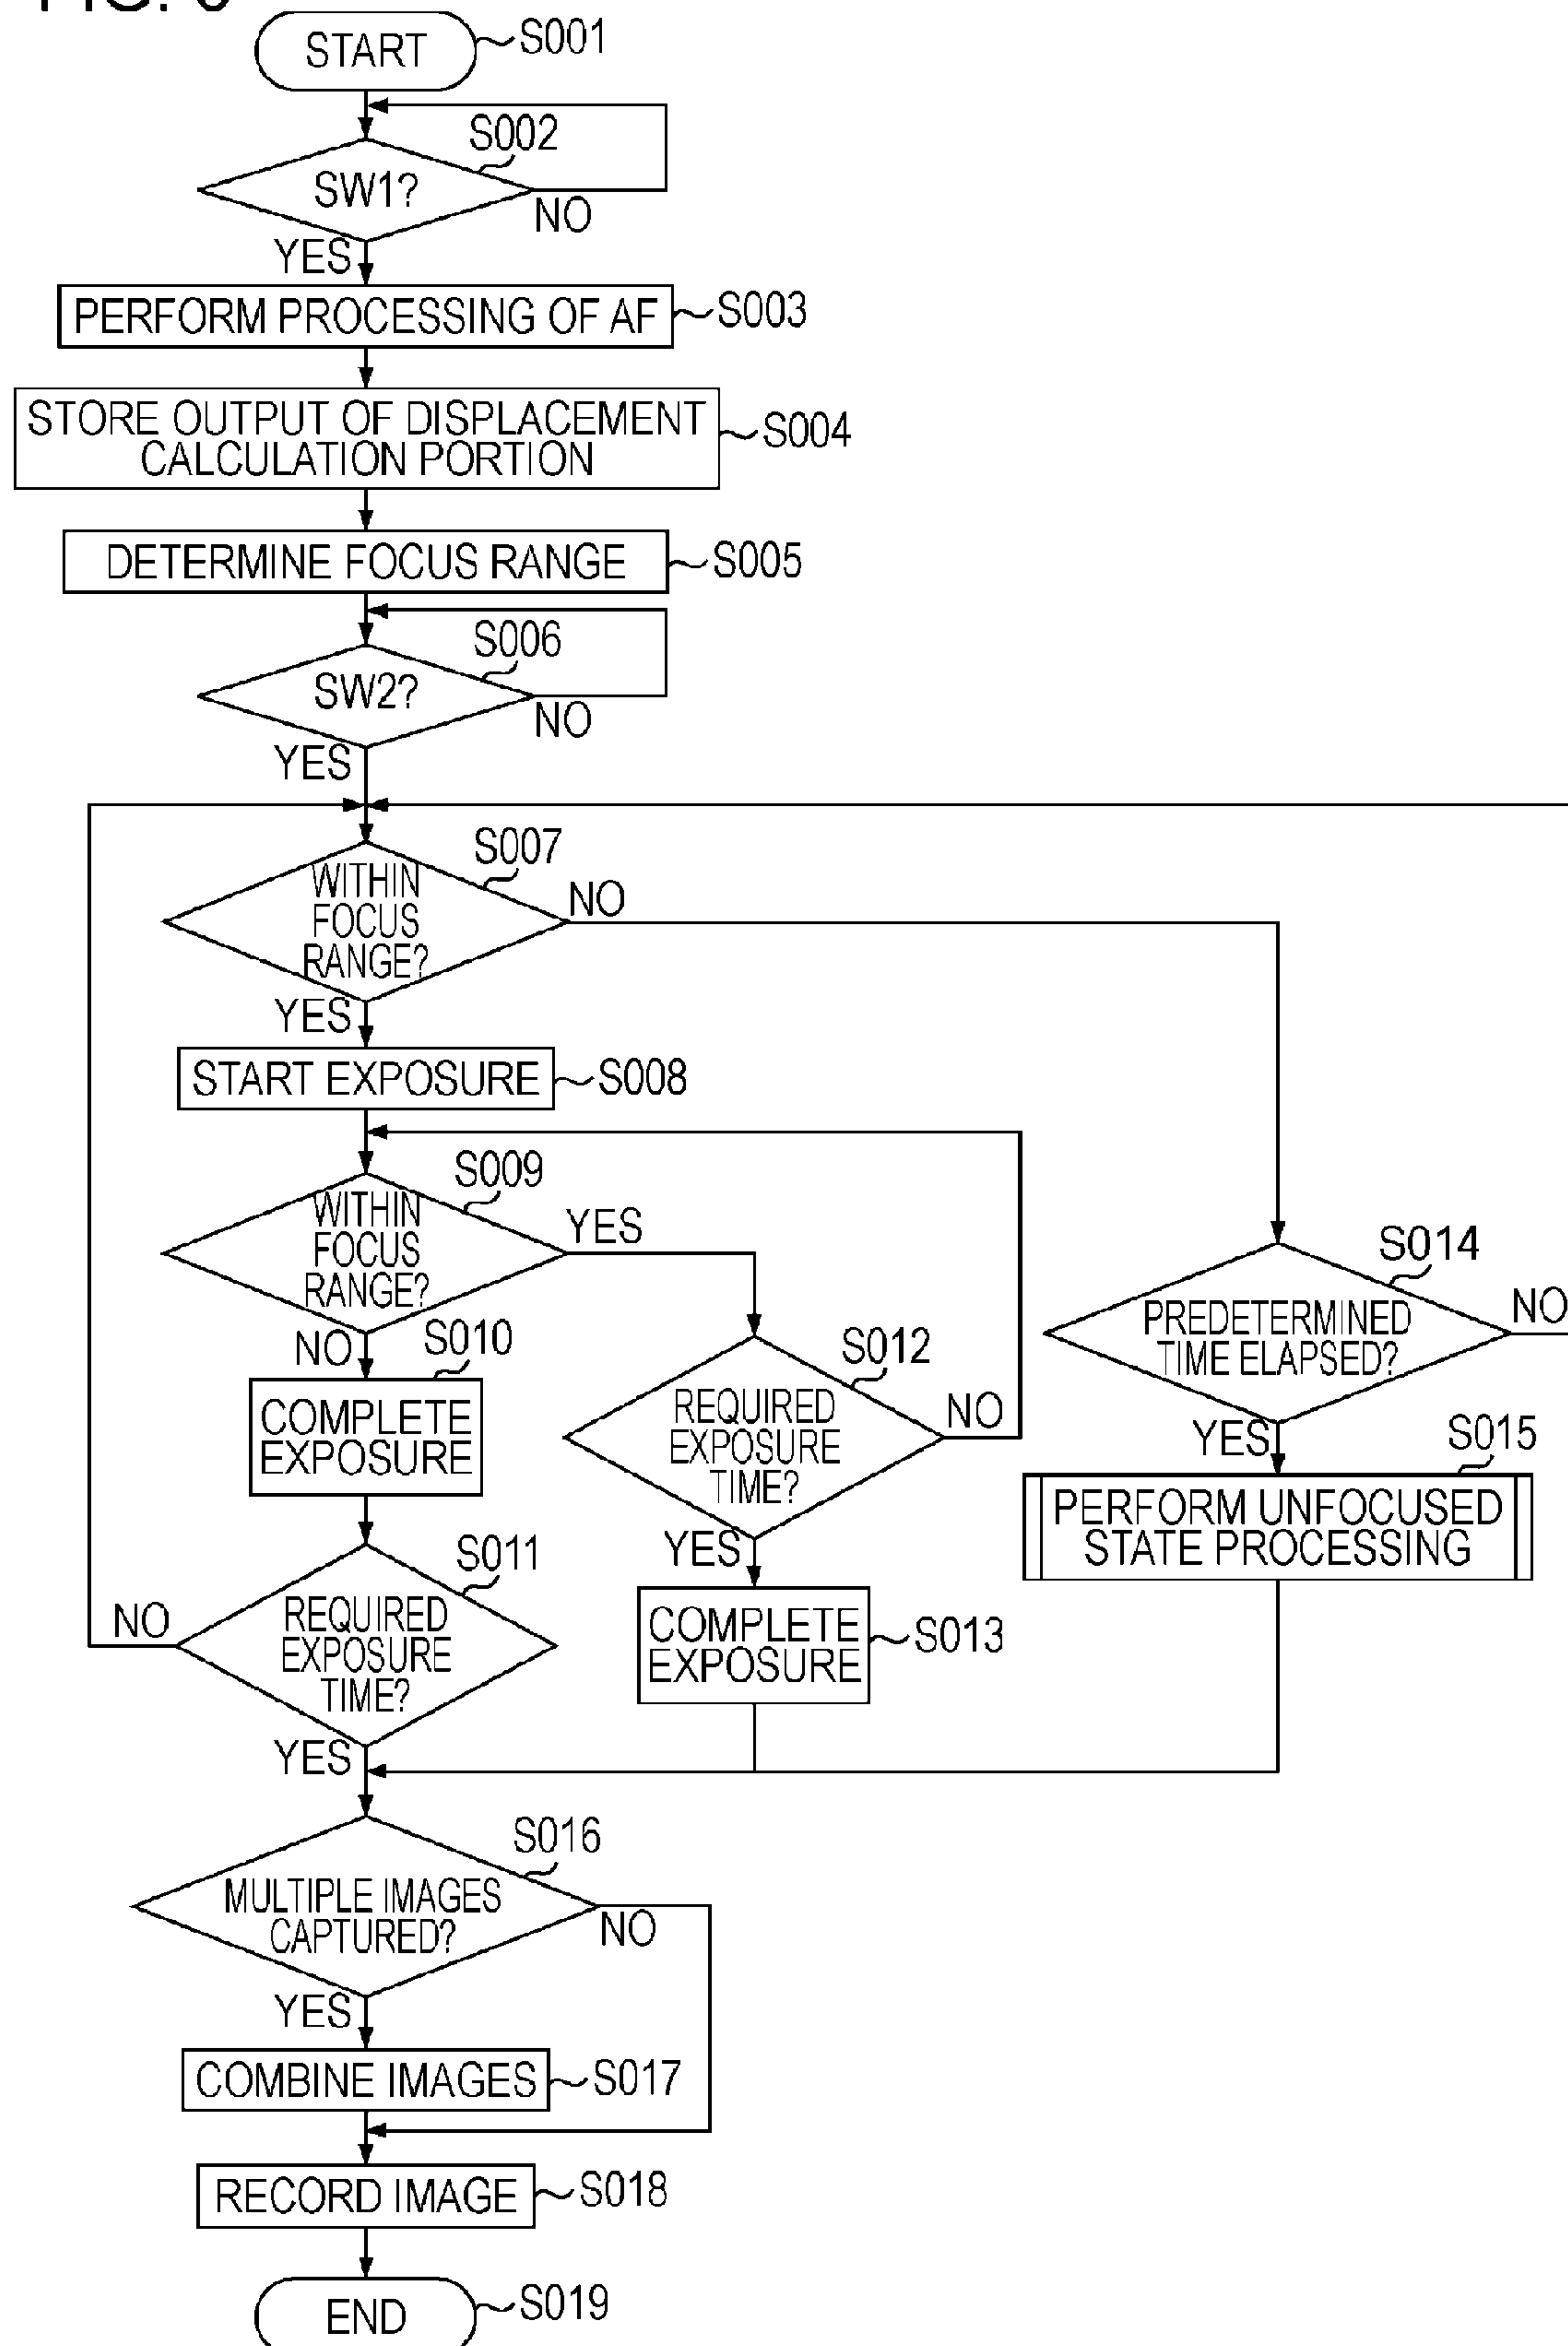 START
S001
S002
SW1?
NO
YES
PERFORM PROCESSING OF AF
S003
STORE OUTPUT OF DISPLACEMENT
CALCULATION PORTION
S004
DETERMINE FOCUS RANGE
S005
S006
SW2?
NO
YES
S007
WITHIN
FOCUS
RANGE?
NO
YES
START EXPOSURE
S008
S009
WITHIN
FOCUS
RANGE?
YES
NO
S010
COMPLETE
EXPOSURE
S012
REQUIRED
EXPOSURE
TIME?
NO
YES
S014
PREDETERMINED
TIME ELAPSED?
NO
YES
S015
PERFORM UNFOCUSED
STATE PROCESSING
S011
REQUIRED
EXPOSURE
TIME?
NO
YES
COMPLETE
EXPOSURE
S013
S016
MULTIPLE IMAGES
CAPTURED?
NO
YES
COMBINE IMAGES
S017
RECORD IMAGE
S018
END
S019